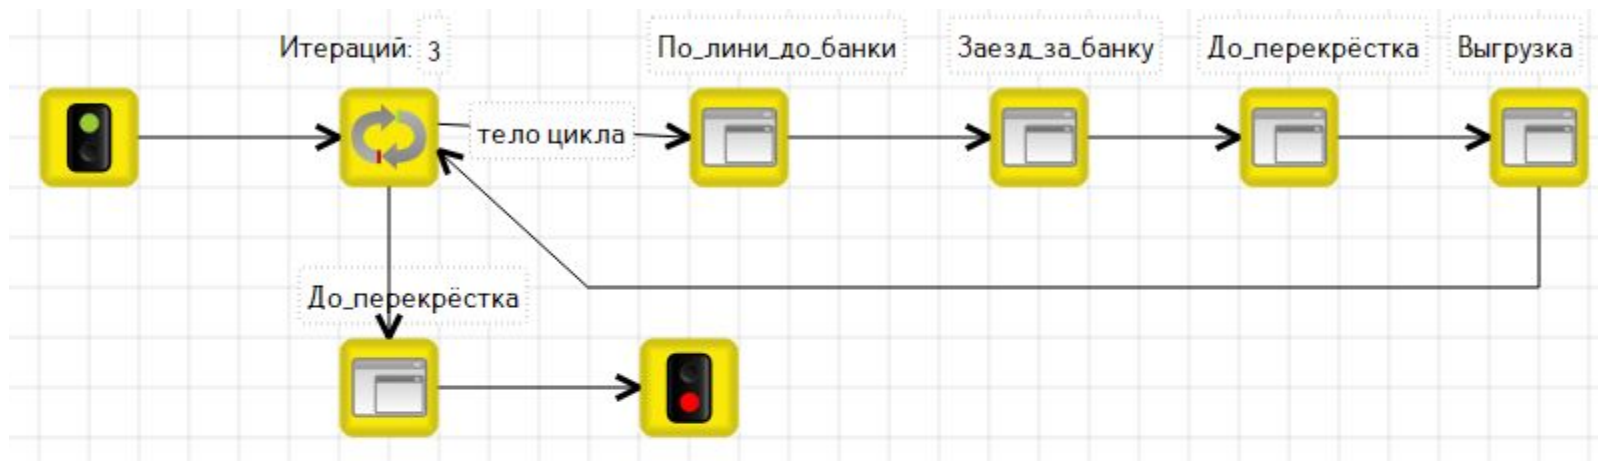 Итераций: 3
По_лини_до_банки
Заезд_за_банку
До_перекрёстка
Выгрузка
тело цикла
До_перекрёстка